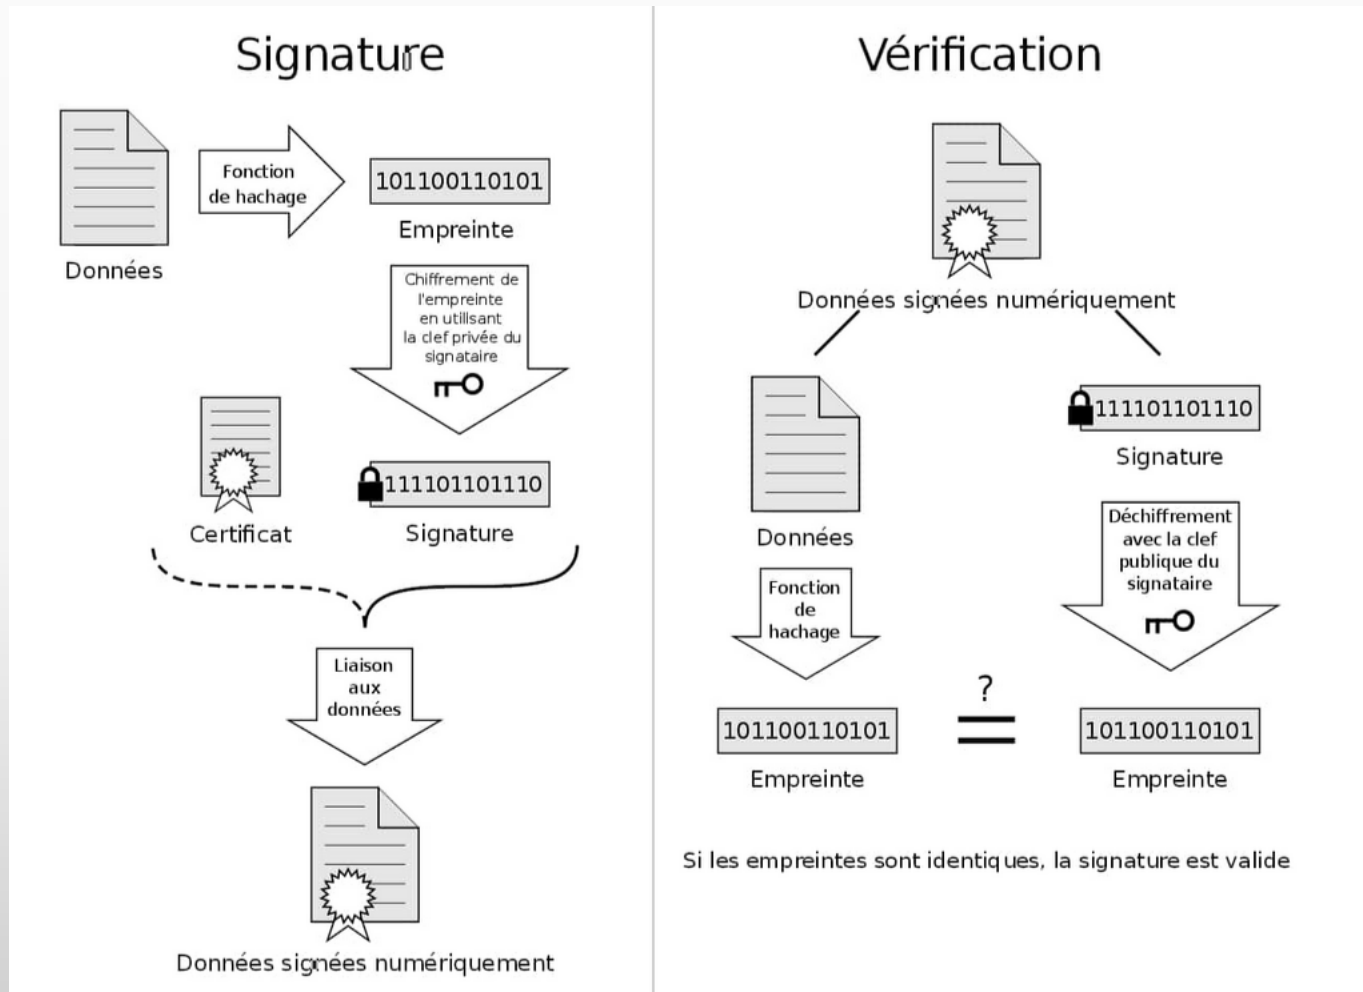 Signature
Fonction
de hachage
101100110101
Empreinte
Données
Chiffrement de
l'empreinte
en utilisant
la clef privée du
signataire
Certificat
111101101110
Signature
Liaison
aux
données
Données signées numériquement
Vérification
Données signées numériquement
Données
111101101110
Signature
Fonction
de
hachage
Déchiffrement
avec la clef
publique du
signataire
101100110101
Empreinte
?
=
101100110101
Empreinte
Si les empreintes sont identiques, la signature est valide